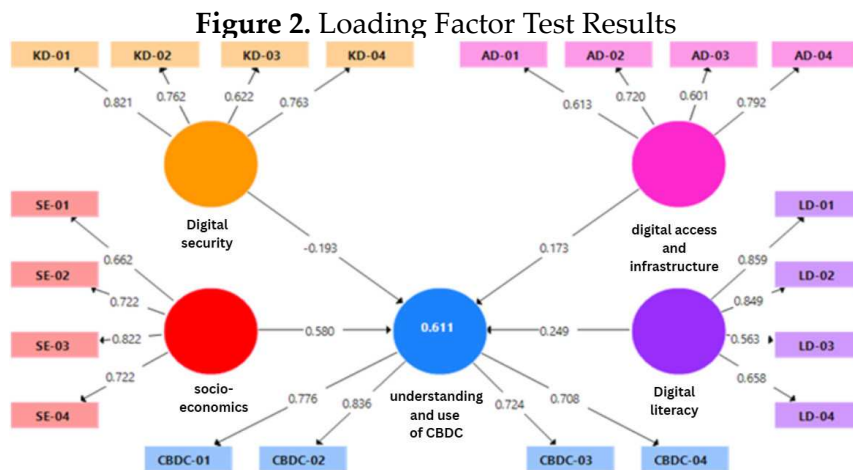 Figure 2. Loading Factor Test Results
KD-01
KD-02
KD-03
KD-04
AD-01
AD-02
AD-03
AD-04
0.821
0.762
0.622
0.763
0.613
0.720
0.601
0.792
SE-01
SE-02
SE-03
SE-04
Digital
security
digital access
and
infrastructure
LD-01
LD-02
LD-03
LD-04
-0.193
0.173
0.662
0.722
0.822
0.722
0.859
0.849
0.563
0.658
0.580
0.611
0.249
socio-
economics
understanding
and use
of CBDC
Digital
literacy
0.776
0.836
0.724
0.708
CBDC-01
CBDC-02
CBDC-03
CBDC-04